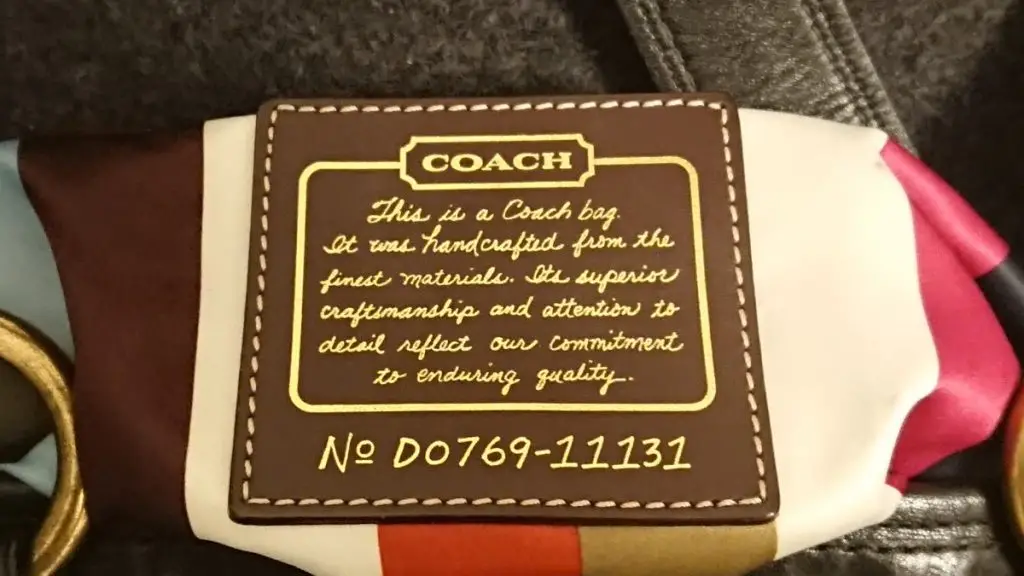 COACH
This is a Coach bag.
It was handcrafted from the
finest materials. Its superior
craftsmanship and attention to
detail reflect our commitment
to enduring quality.
Nº D0769-11131